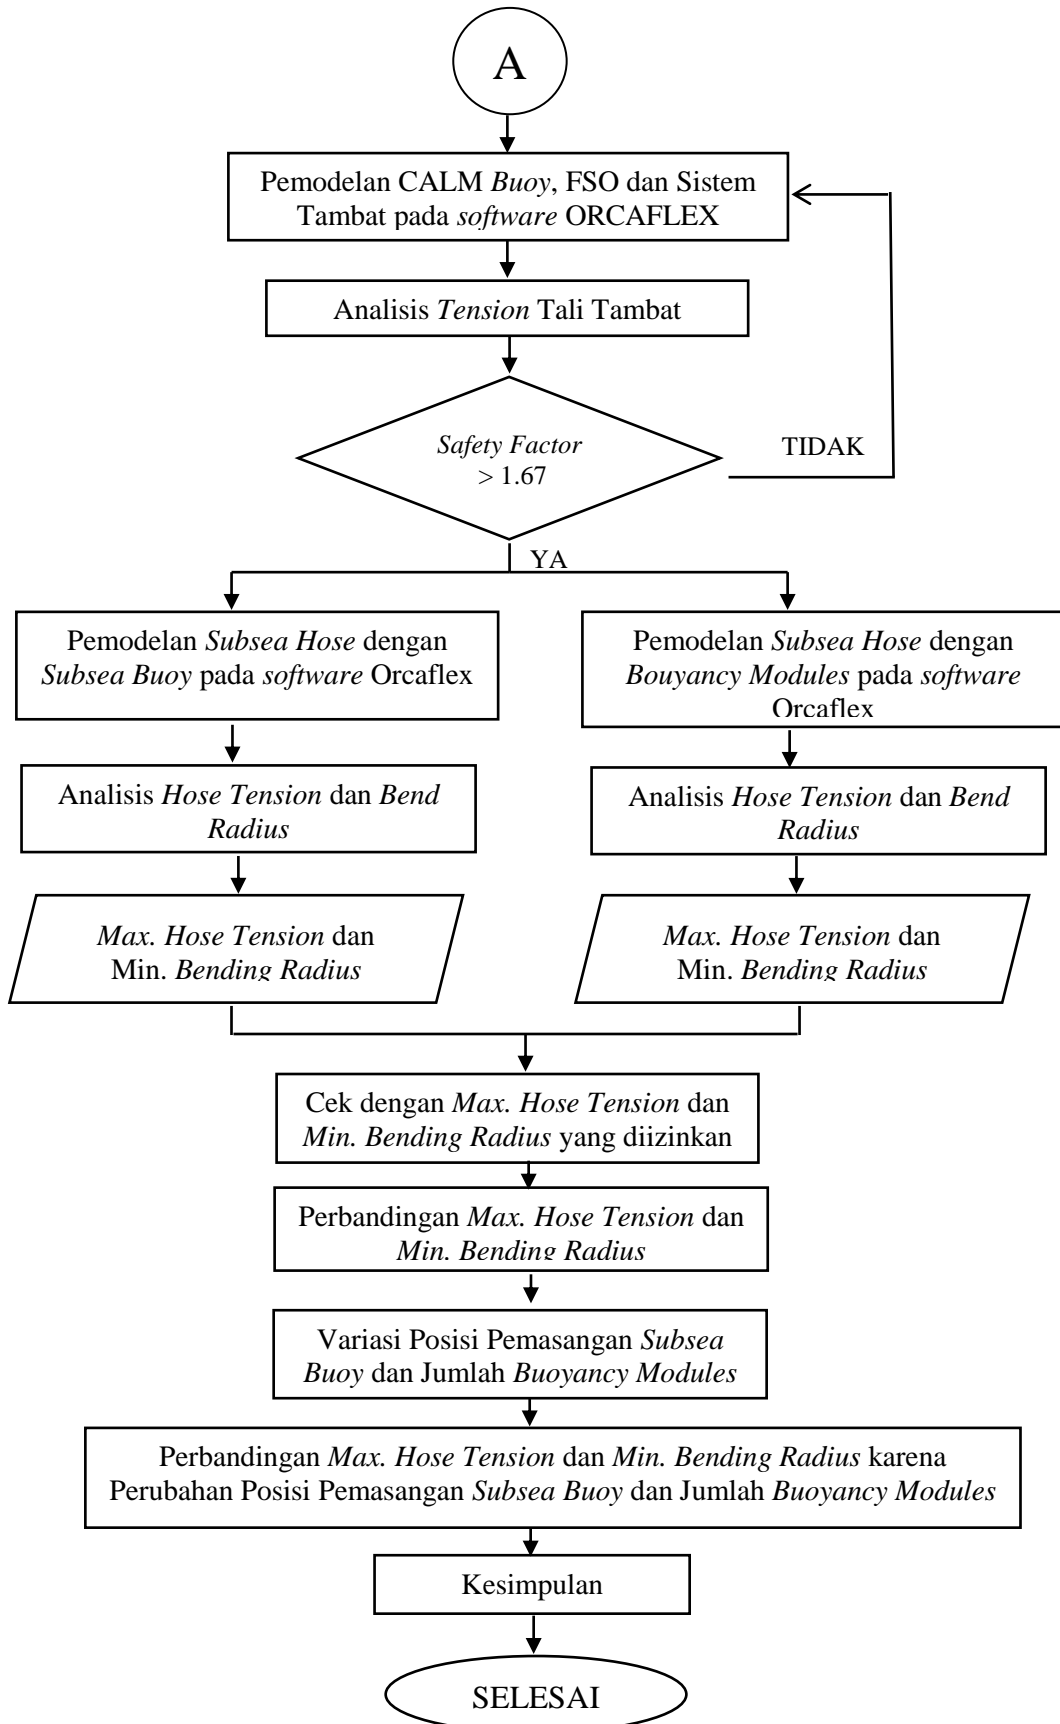 A
Pemodelan CALM Buoy, FSO dan Sistem
Tambat pada software ORCAFLEX
Analisis Tension Tali Tambat
Safety Factor
> 1.67
TIDAK
YA
Pemodelan Subsea Hose dengan
Subsea Buoy pada software Orcaflex
Pemodelan Subsea Hose dengan
Bouyancy Modules pada software
Orcaflex
Analisis Hose Tension dan Bend
Radius
Analisis Hose Tension dan Bend
Radius
Max. Hose Tension dan
Min. Bending Radius
Max. Hose Tension dan
Min. Bending Radius
Cek dengan Max. Hose Tension dan
Min. Bending Radius yang diizinkan
Perbandingan Max. Hose Tension dan
Min. Bending Radius
Variasi Posisi Pemasangan Subsea
Buoy dan Jumlah Buoyancy Modules
Perbandingan Max. Hose Tension dan Min. Bending Radius karena
Perubahan Posisi Pemasangan Subsea Buoy dan Jumlah Buoyancy Modules
Kesimpulan
SELESAI